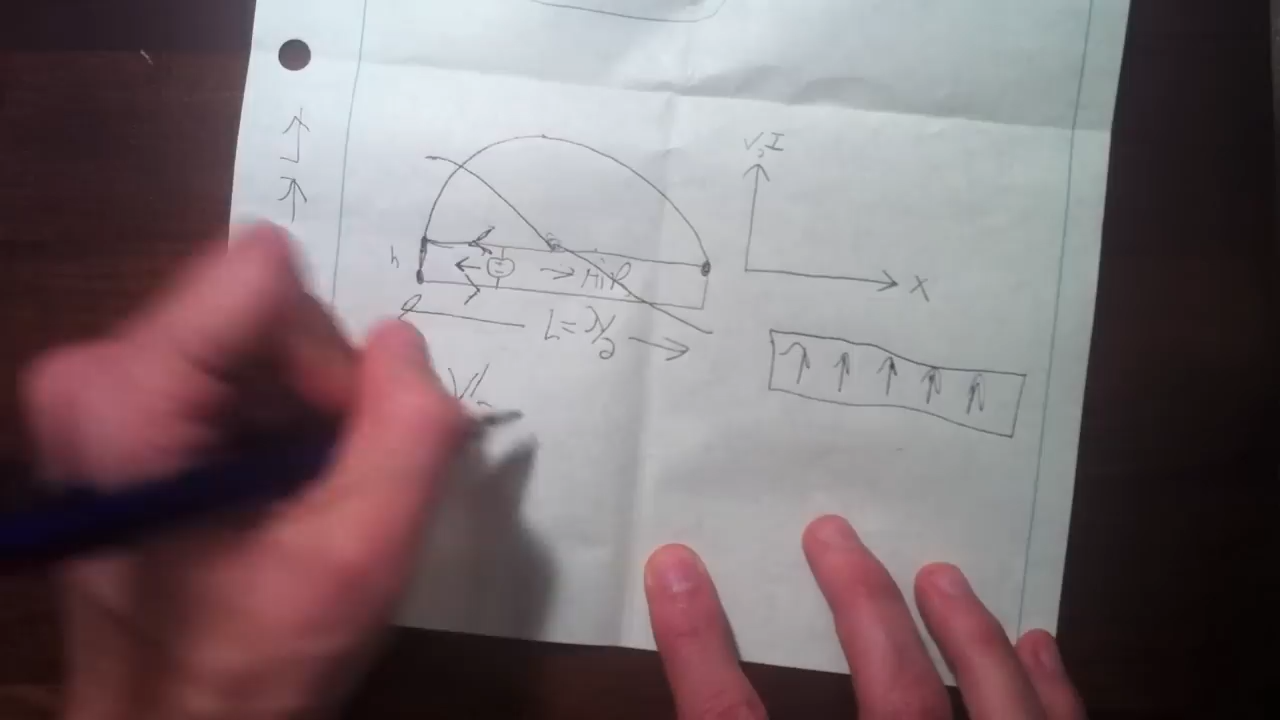 V, I
h
Air
X
L = λ/2
V/